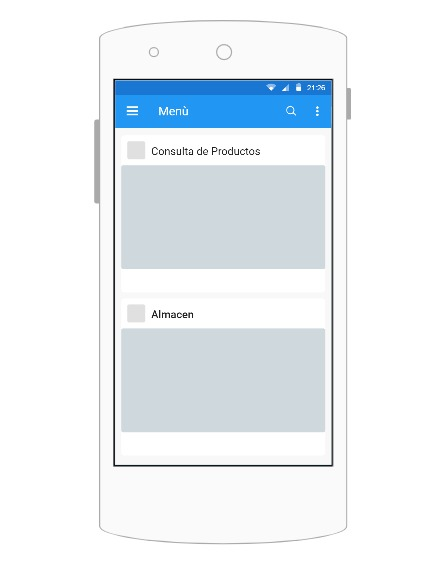 21:26
Menù
Consulta de Productos
Almacen